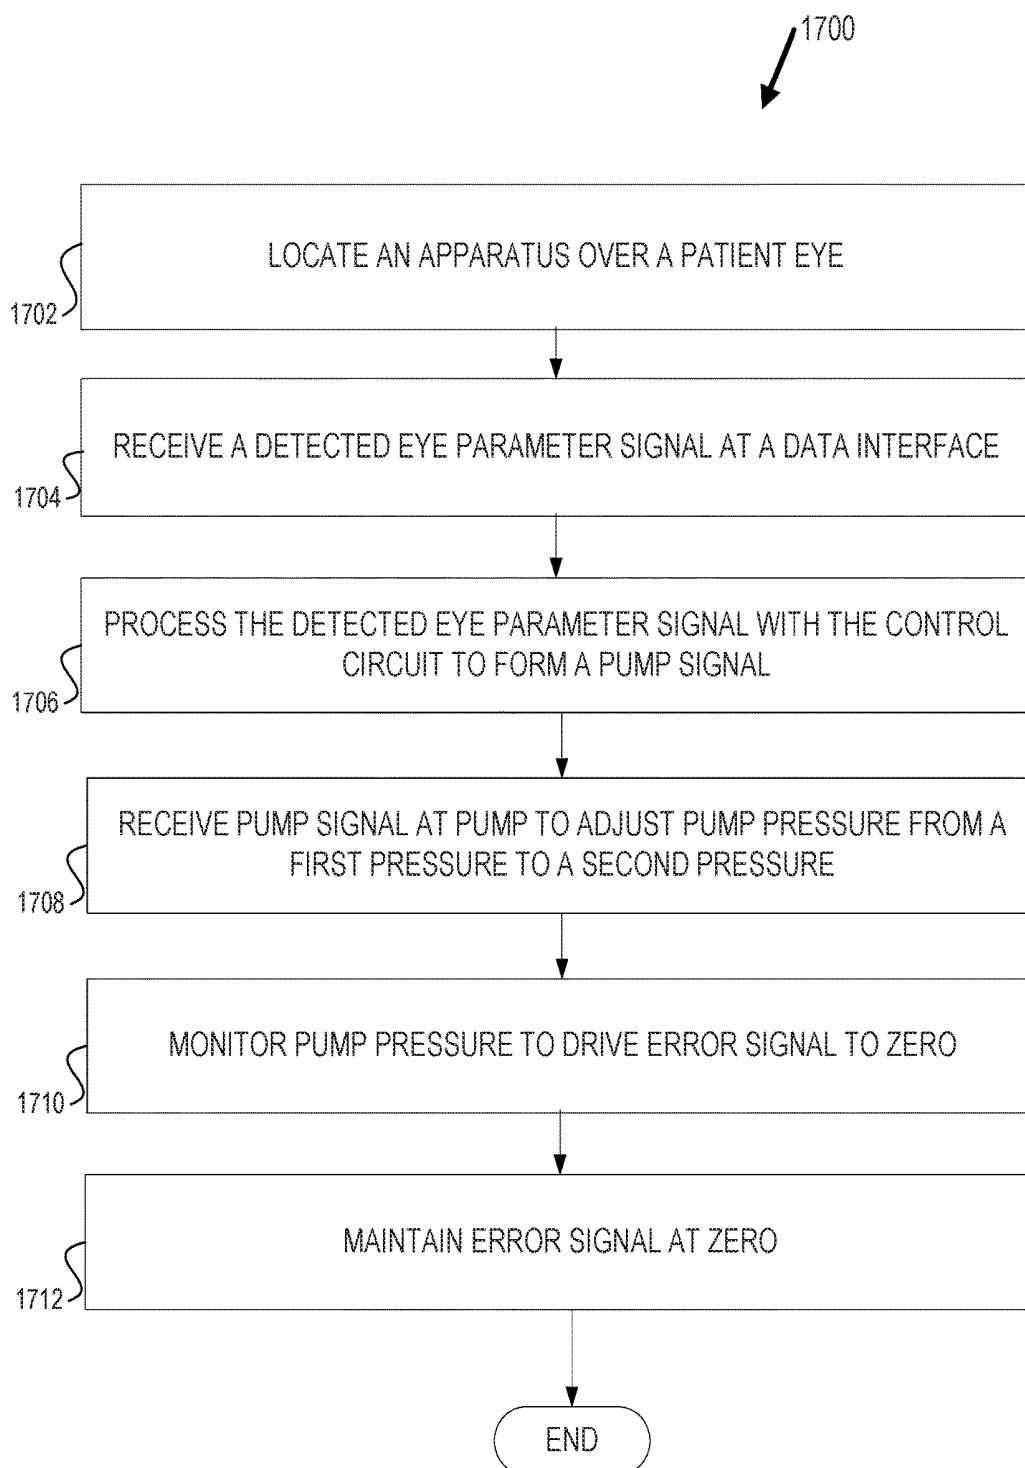 1700
LOCATE AN APPARATUS OVER A PATIENT EYE
1702
RECEIVE A DETECTED EYE PARAMETER SIGNAL AT A DATA INTERFACE
1704
PROCESS THE DETECTED EYE PARAMETER SIGNAL WITH THE CONTROL
CIRCUIT TO FORM A PUMP SIGNAL
1706
RECEIVE PUMP SIGNAL AT PUMP TO ADJUST PUMP PRESSURE FROM A
FIRST PRESSURE TO A SECOND PRESSURE
1708
MONITOR PUMP PRESSURE TO DRIVE ERROR SIGNAL TO ZERO
1710
MAINTAIN ERROR SIGNAL AT ZERO
1712
END